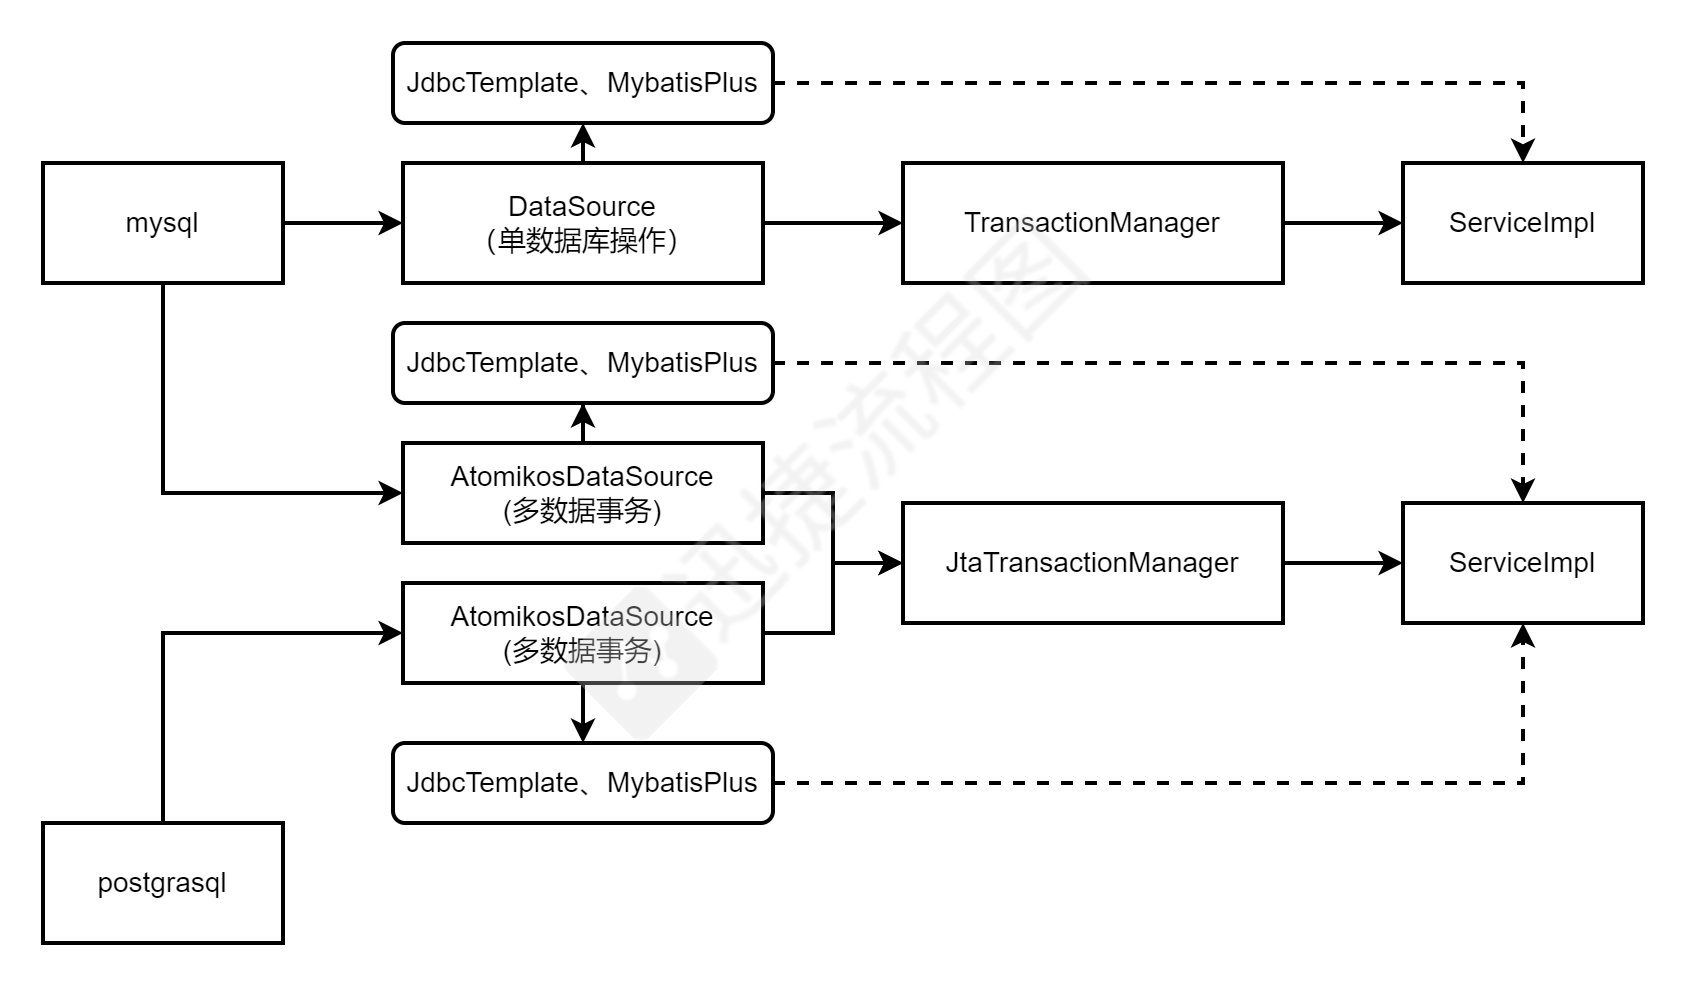 JdbcTemplate、MybatisPlus
mysql
DataSource
（单数据库操作）
TransactionManager
ServiceImpl
JdbcTemplate、MybatisPlus
AtomikosDataSource
(多数据事务)
JtaTransactionManager
ServiceImpl
AtomikosDataSource
(多数据事务)
JdbcTemplate、MybatisPlus
postgrasql
迅捷流程图